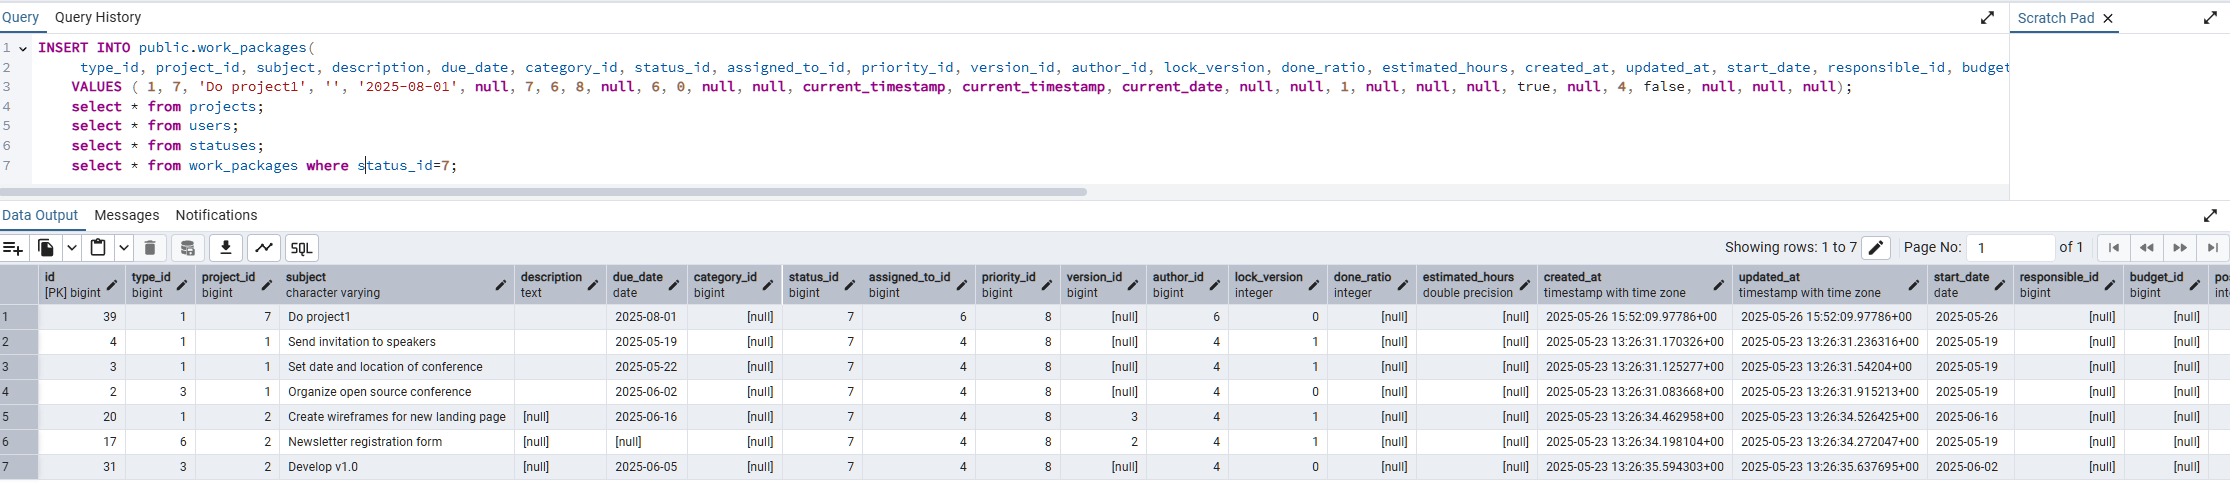 Query Query History Scratch Pad
1 INSERT INTO public.work_packages(
2 type_id, project_id, subject, description, due_date, category_id, status_id, assigned_to_id, priority_id, version_id, author_id, lock_version, done_ratio, estimated_hours, created_at, updated_at, start_date, responsible_id, budget
3 VALUES ( 1, 7, 'Do project1', '', '2025-08-01', null, 7, 6, 8, null, 6, 0, null, null, current_timestamp, current_timestamp, current_date, null, null, 1, null, null, null, true, null, 4, false, null, null, null);
4 select * from projects;
5 select * from users;
6 select * from statuses;
7 select * from work_packages where status_id=7;
Data Output Messages Notifications
SQL Showing rows: 1 to 7 Page No: 1 of 1
id type_id project_id subject description due_date category_id status_id assigned_to_id priority_id version_id author_id lock_version done_ratio estimated_hours created_at updated_at start_date responsible_id budget_id po
[PK] bigint bigint bigint character varying text date bigint bigint bigint bigint bigint bigint integer integer double precision timestamp with time zone timestamp with time zone date bigint bigint int
1 39 1 7 Do project1 2025-08-01 [null] 7 6 8 [null] 6 0 [null] [null] 2025-05-26 15:52:09.97786+00 2025-05-26 15:52:09.97786+00 2025-05-26 [null] [null]
2 4 1 1 Send invitation to speakers 2025-05-19 [null] 7 4 8 [null] 4 1 [null] [null] 2025-05-23 13:26:31.170326+00 2025-05-23 13:26:31.236316+00 2025-05-19 [null] [null]
3 3 1 1 Set date and location of conference 2025-05-22 [null] 7 4 8 [null] 4 1 [null] [null] 2025-05-23 13:26:31.125277+00 2025-05-23 13:26:31.54204+00 2025-05-19 [null] [null]
4 2 3 1 Organize open source conference 2025-06-02 [null] 7 4 8 [null] 4 0 [null] [null] 2025-05-23 13:26:31.083668+00 2025-05-23 13:26:31.915213+00 2025-05-19 [null] [null]
5 20 1 2 Create wireframes for new landing page [null] 2025-06-16 [null] 7 4 8 3 4 1 [null] [null] 2025-05-23 13:26:34.462958+00 2025-05-23 13:26:34.526425+00 2025-06-16 [null] [null]
6 17 6 2 Newsletter registration form [null] [null] [null] 7 4 8 2 4 1 [null] [null] 2025-05-23 13:26:34.198104+00 2025-05-23 13:26:34.272047+00 2025-05-19 [null] [null]
7 31 3 2 Develop v1.0 [null] 2025-06-05 [null] 7 4 8 [null] 4 0 [null] [null] 2025-05-23 13:26:35.594303+00 2025-05-23 13:26:35.637695+00 2025-06-02 [null] [null]